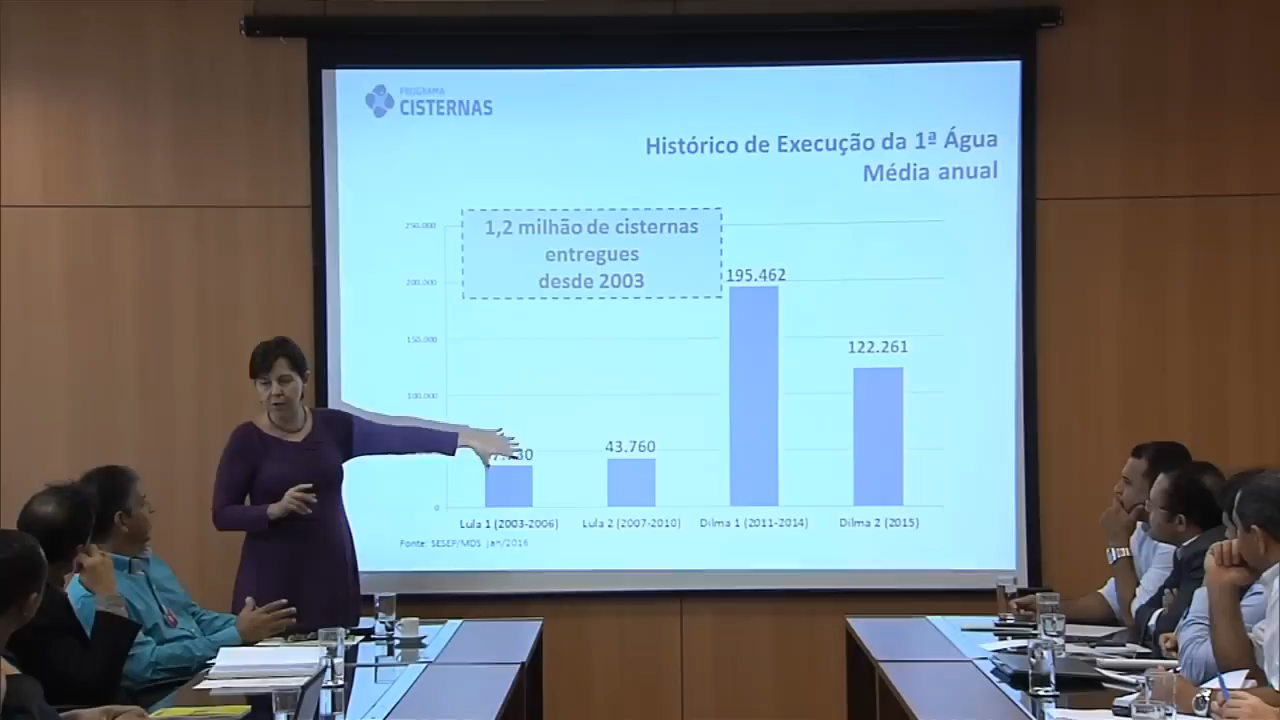 PROGRAMA
CISTERNAS
Histórico de Execução da 1ª Água
Média anual
1,2 milhão de cisternas
entregues
desde 2003
250.000
200.000
150.000
100.000
0
195.462
122.261
43.760
Lula 1 (2003-2006)
Lula 2 (2007-2010)
Dilma 1 (2011-2014)
Dilma 2 (2015)
Fonte: SESEP/MDS jan/2016